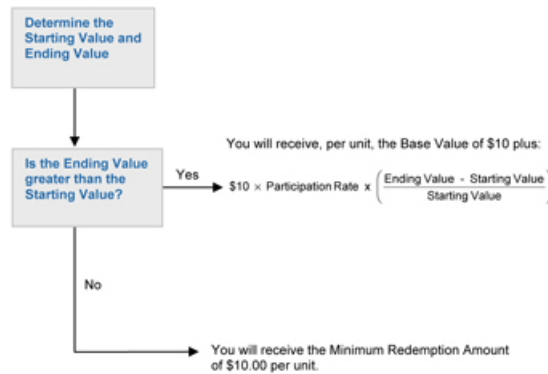 Determine the
Starting Value and
Ending Value
You will receive, per unit, the Base Value of $10 plus:
Is the Ending Value
greater than the
Starting Value?
Yes
$10 × Participation Rate x ( Ending Value - Starting Value
Starting Value
No
You will receive the Minimum Redemption Amount
of $10.00 per unit.